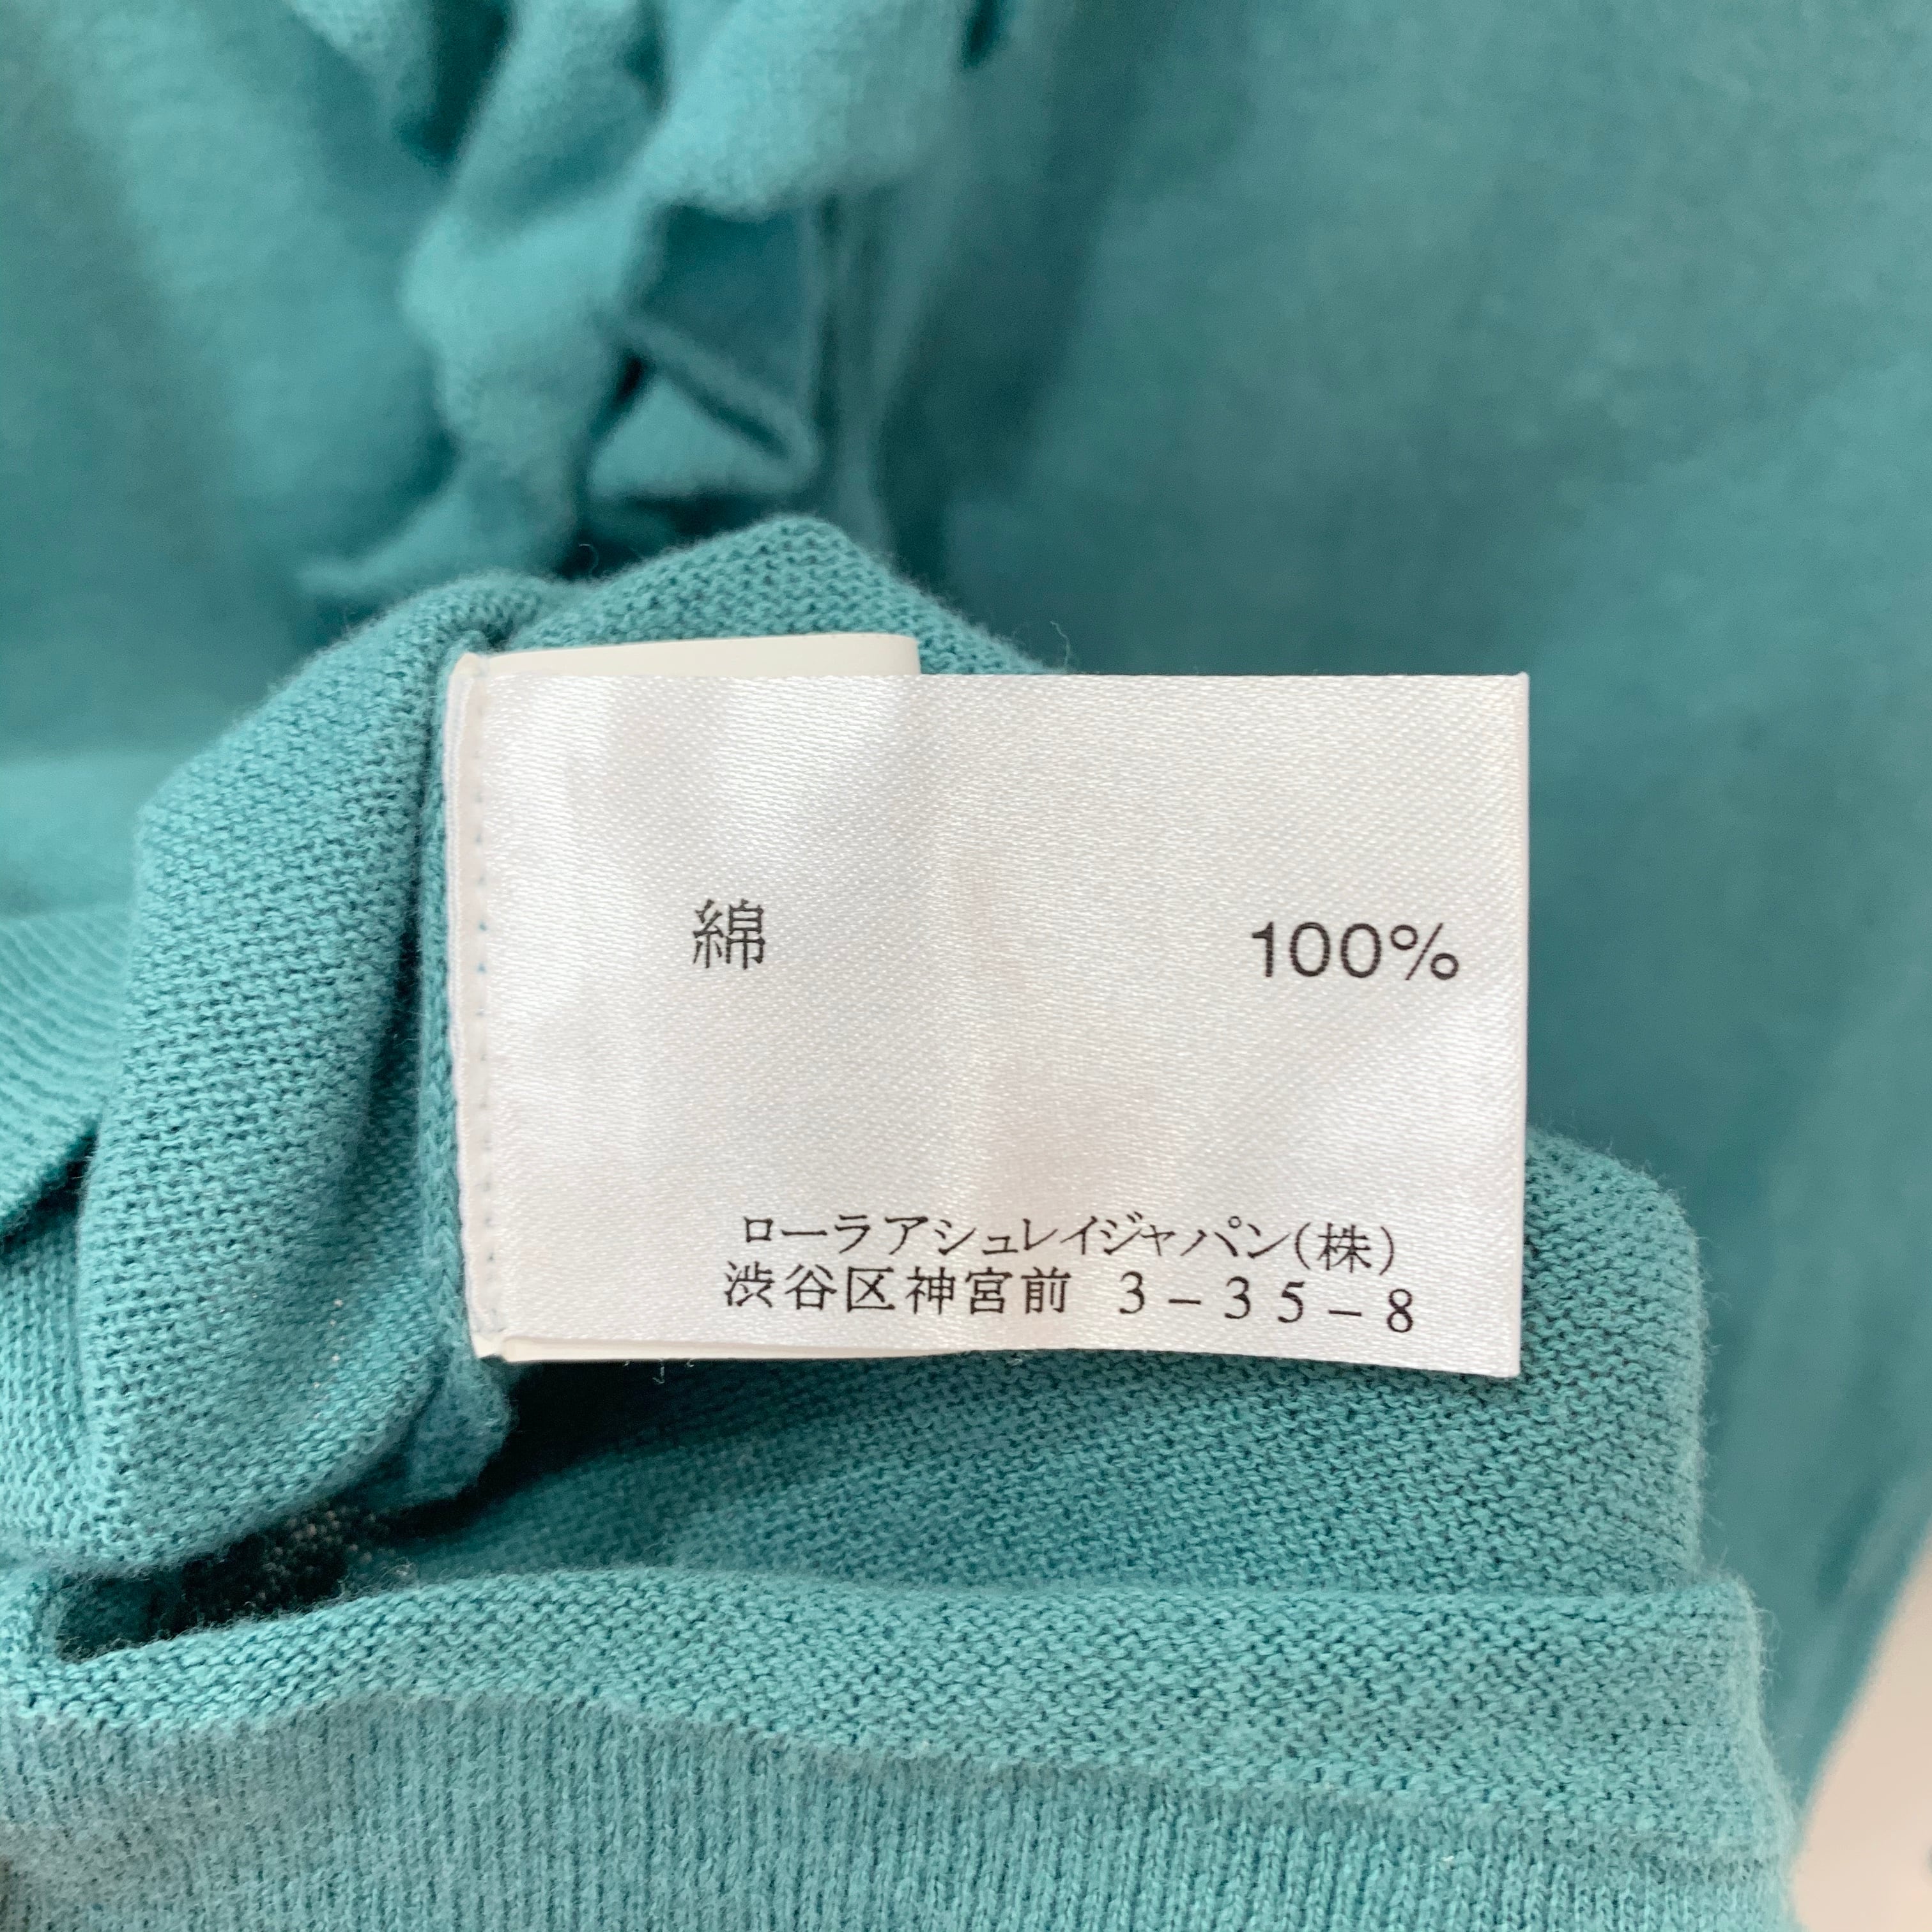 綿 100%
ローラアシュレイジャパン(株)
渋谷区神宮前 3-35-8